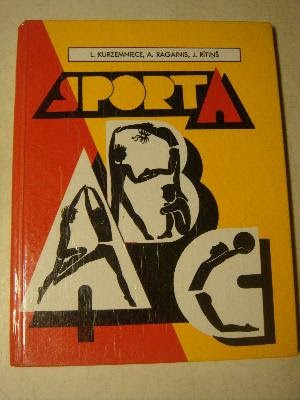 L. KURZEMNIECE, A. RAGAINIS, J. RĪTIŅŠ
SPORTA
ABC